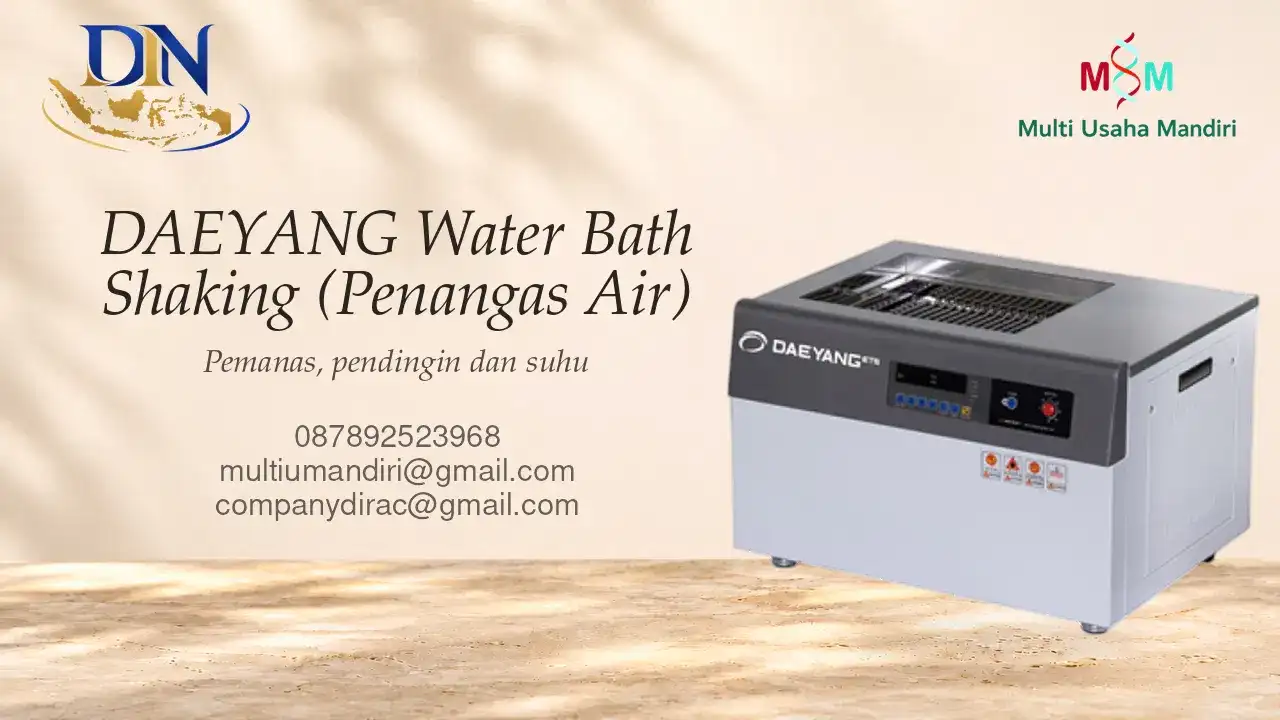 DIN
MSM
Multi Usaha Mandiri
DAEYANG Water Bath
Shaking (Penangas Air)
Pemanas, pendingin dan suhu
087892523968
multiumandiri@gmail.com
companydirac@gmail.com
DAEYANG ETS